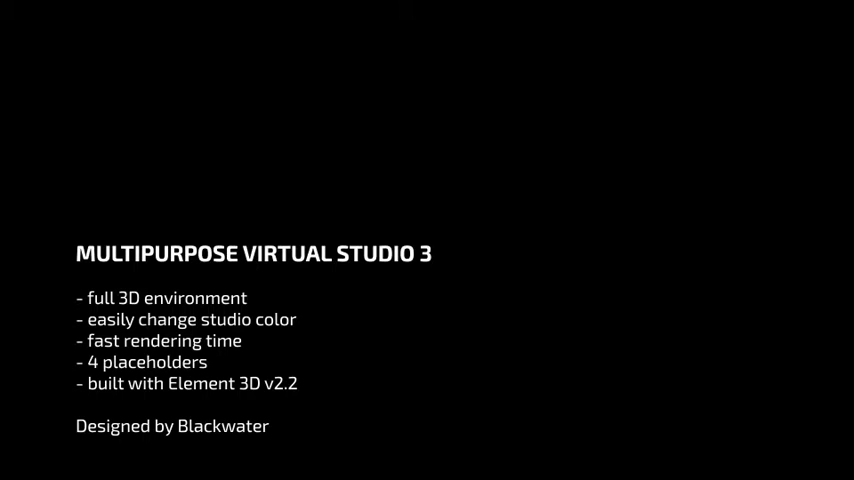 MULTIPURPOSE VIRTUAL STUDIO 3
- full 3D environment
- easily change studio color
- fast rendering time
- 4 placeholders
- built with Element 3D v2.2
Designed by Blackwater